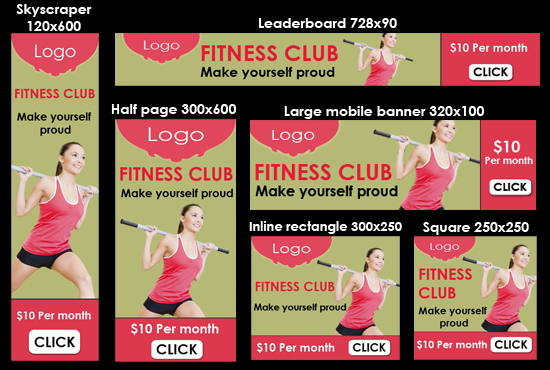 Skyscraper
120x600
Logo
FITNESS CLUB
Make yourself
proud
$10 Per month
CLICK
Leaderboard 728x90
Logo
FITNESS CLUB
Make yourself proud
$10 Per month
CLICK
Half page 300x600
Logo
FITNESS CLUB
Make yourself proud
$10 Per month
CLICK
Large mobile banner 320x100
Logo
FITNESS CLUB
Make yourself proud
$10
Per month
CLICK
Inline rectangle 300x250
Logo
FITNESS CLUB
Make yourself proud
$10 Per month
CLICK
Square 250x250
Logo
FITNESS
CLUB
Make yourself
proud
$10 Per month
CLICK